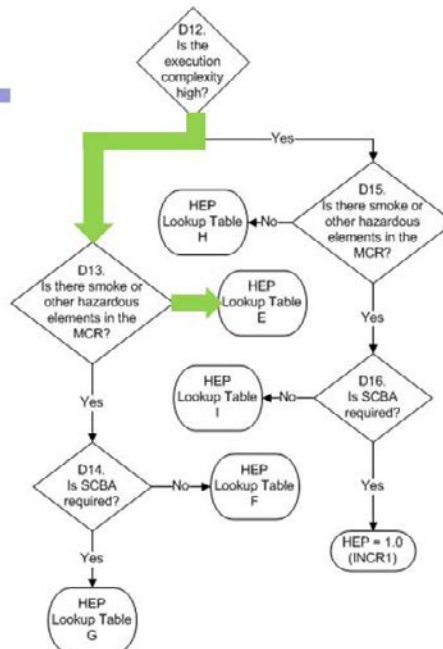 D12.
Is the
execution
complexity
high?
Yes
D15.
Is there smoke or
other hazardous
elements in the
MCR?
No
HEP
Lookup Table
H
D13.
Is there smoke or
other hazardous
elements in the
MCR?
HEP
Lookup Table
E
Yes
D16.
Is SCBA
required?
No
HEP
Lookup Table
I
Yes
D14.
Is SCBA
required?
No
HEP
Lookup Table
F
Yes
HEP = 1.0
(INCR1)
Yes
HEP
Lookup Table
G